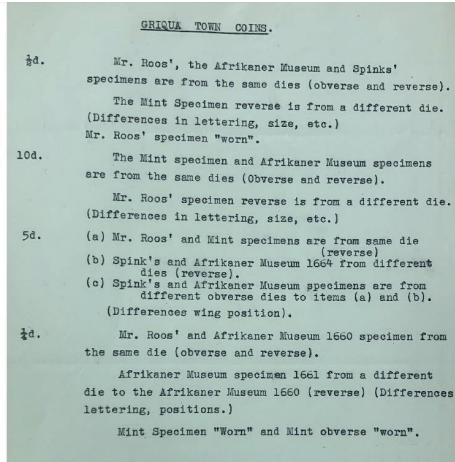 GRIQUA TOWN COINS.
½d. Mr. Roos', the Afrikaner Museum and Spinks'
specimens are from the same dies (obverse and reverse).
The Mint Specimen reverse is from a different die.
(Differences in lettering, size, etc.)
Mr. Roos' specimen "worn".
10d. The Mint specimen and Afrikaner Museum specimens
are from the same dies (Obverse and reverse).
Mr. Roos' specimen reverse is from a different die.
(Differences in lettering, size, etc.)
5d. (a) Mr. Roos' and Mint specimens are from same die
(reverse)
(b) Spink's and Afrikaner Museum 1664 from different
dies (reverse).
(c) Spink's and Afrikaner Museum specimens are from
different obverse dies to items (a) and (b).
(Differences wing position).
Mr. Roos' and Afrikaner Museum 1660 specimen from
the same die (obverse and reverse).
Afrikaner Museum specimen 1661 from a different
die to the Afrikaner Museum 1660 (reverse) (Differences
lettering, positions.)
Mint Specimen "Worn" and Mint obverse "worn".